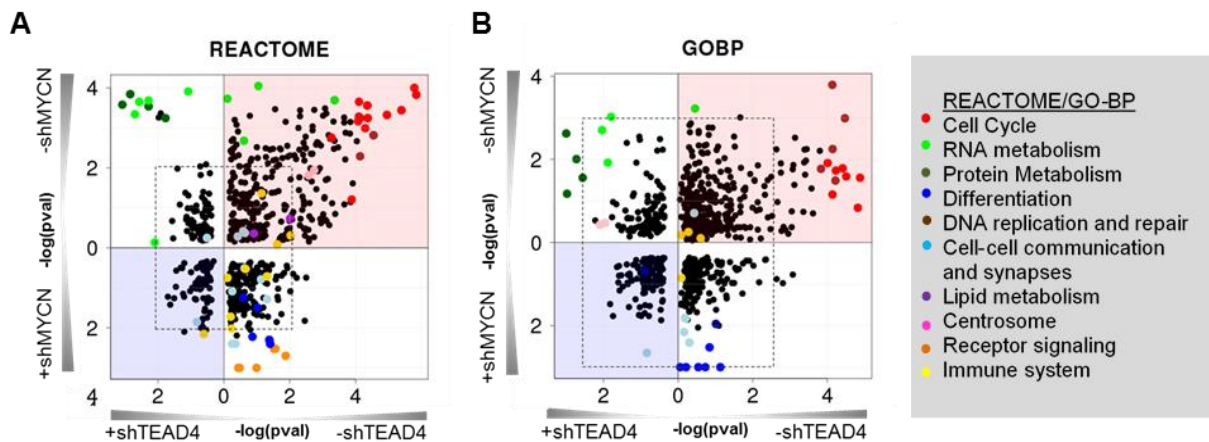 A
REACTOME
-shMYCN
-log(pval)
+shMYCN
4
2
0
2
4
2
0
2
4
+shTEAD4
-log(pval)
-shTEAD4
B
GOBP
-shMYCN
-log(pval)
+shMYCN
4
2
0
2
2
0
2
4
+shTEAD4
-log(pval)
-shTEAD4
REACTOME/GO-BP
Cell Cycle
RNA metabolism
Protein Metabolism
Differentiation
DNA replication and repair
Cell-cell communication
and synapses
Lipid metabolism
Centrosome
Receptor signaling
Immune system